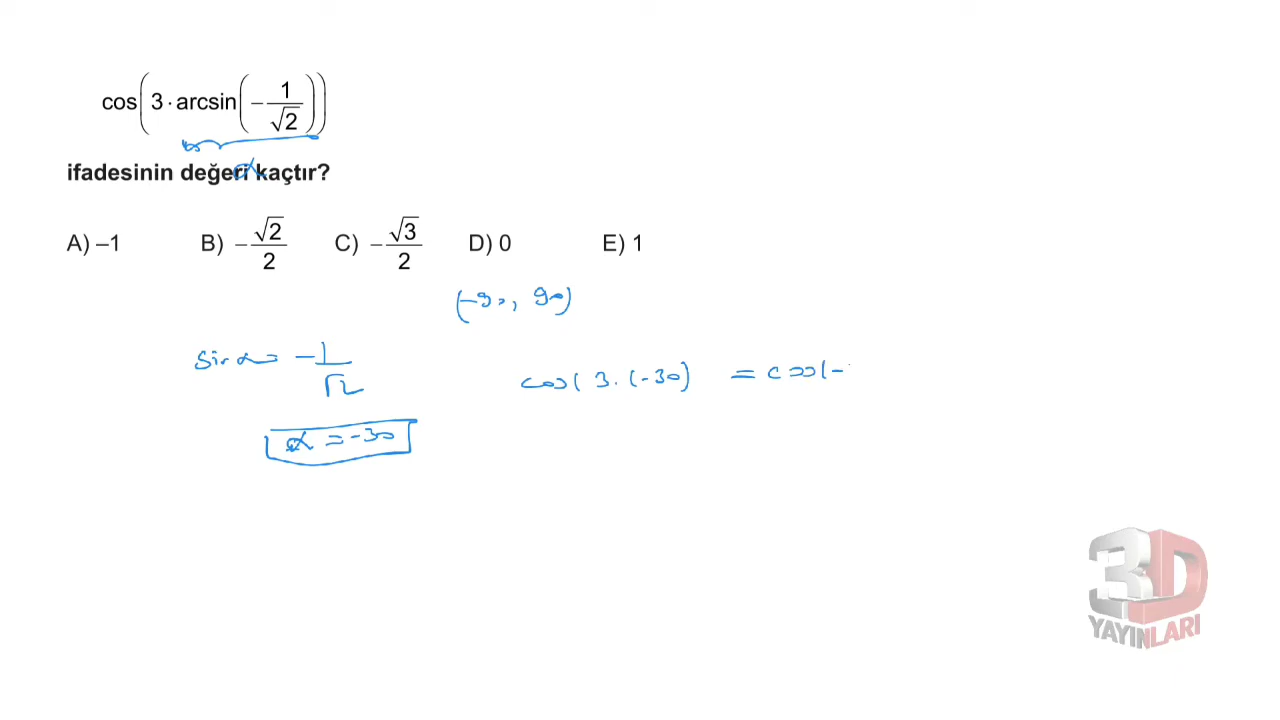 cos(3 · arcsin(−1/√2))
α
ifadesinin değeri kaçtır?
A) –1 B) −√2/2 C) −√3/2 D) 0 E) 1
(-90, 90)
sin α = −1/√2
cos( 3. (-30) = cos(-
α = -30
3D
YAYINLARI